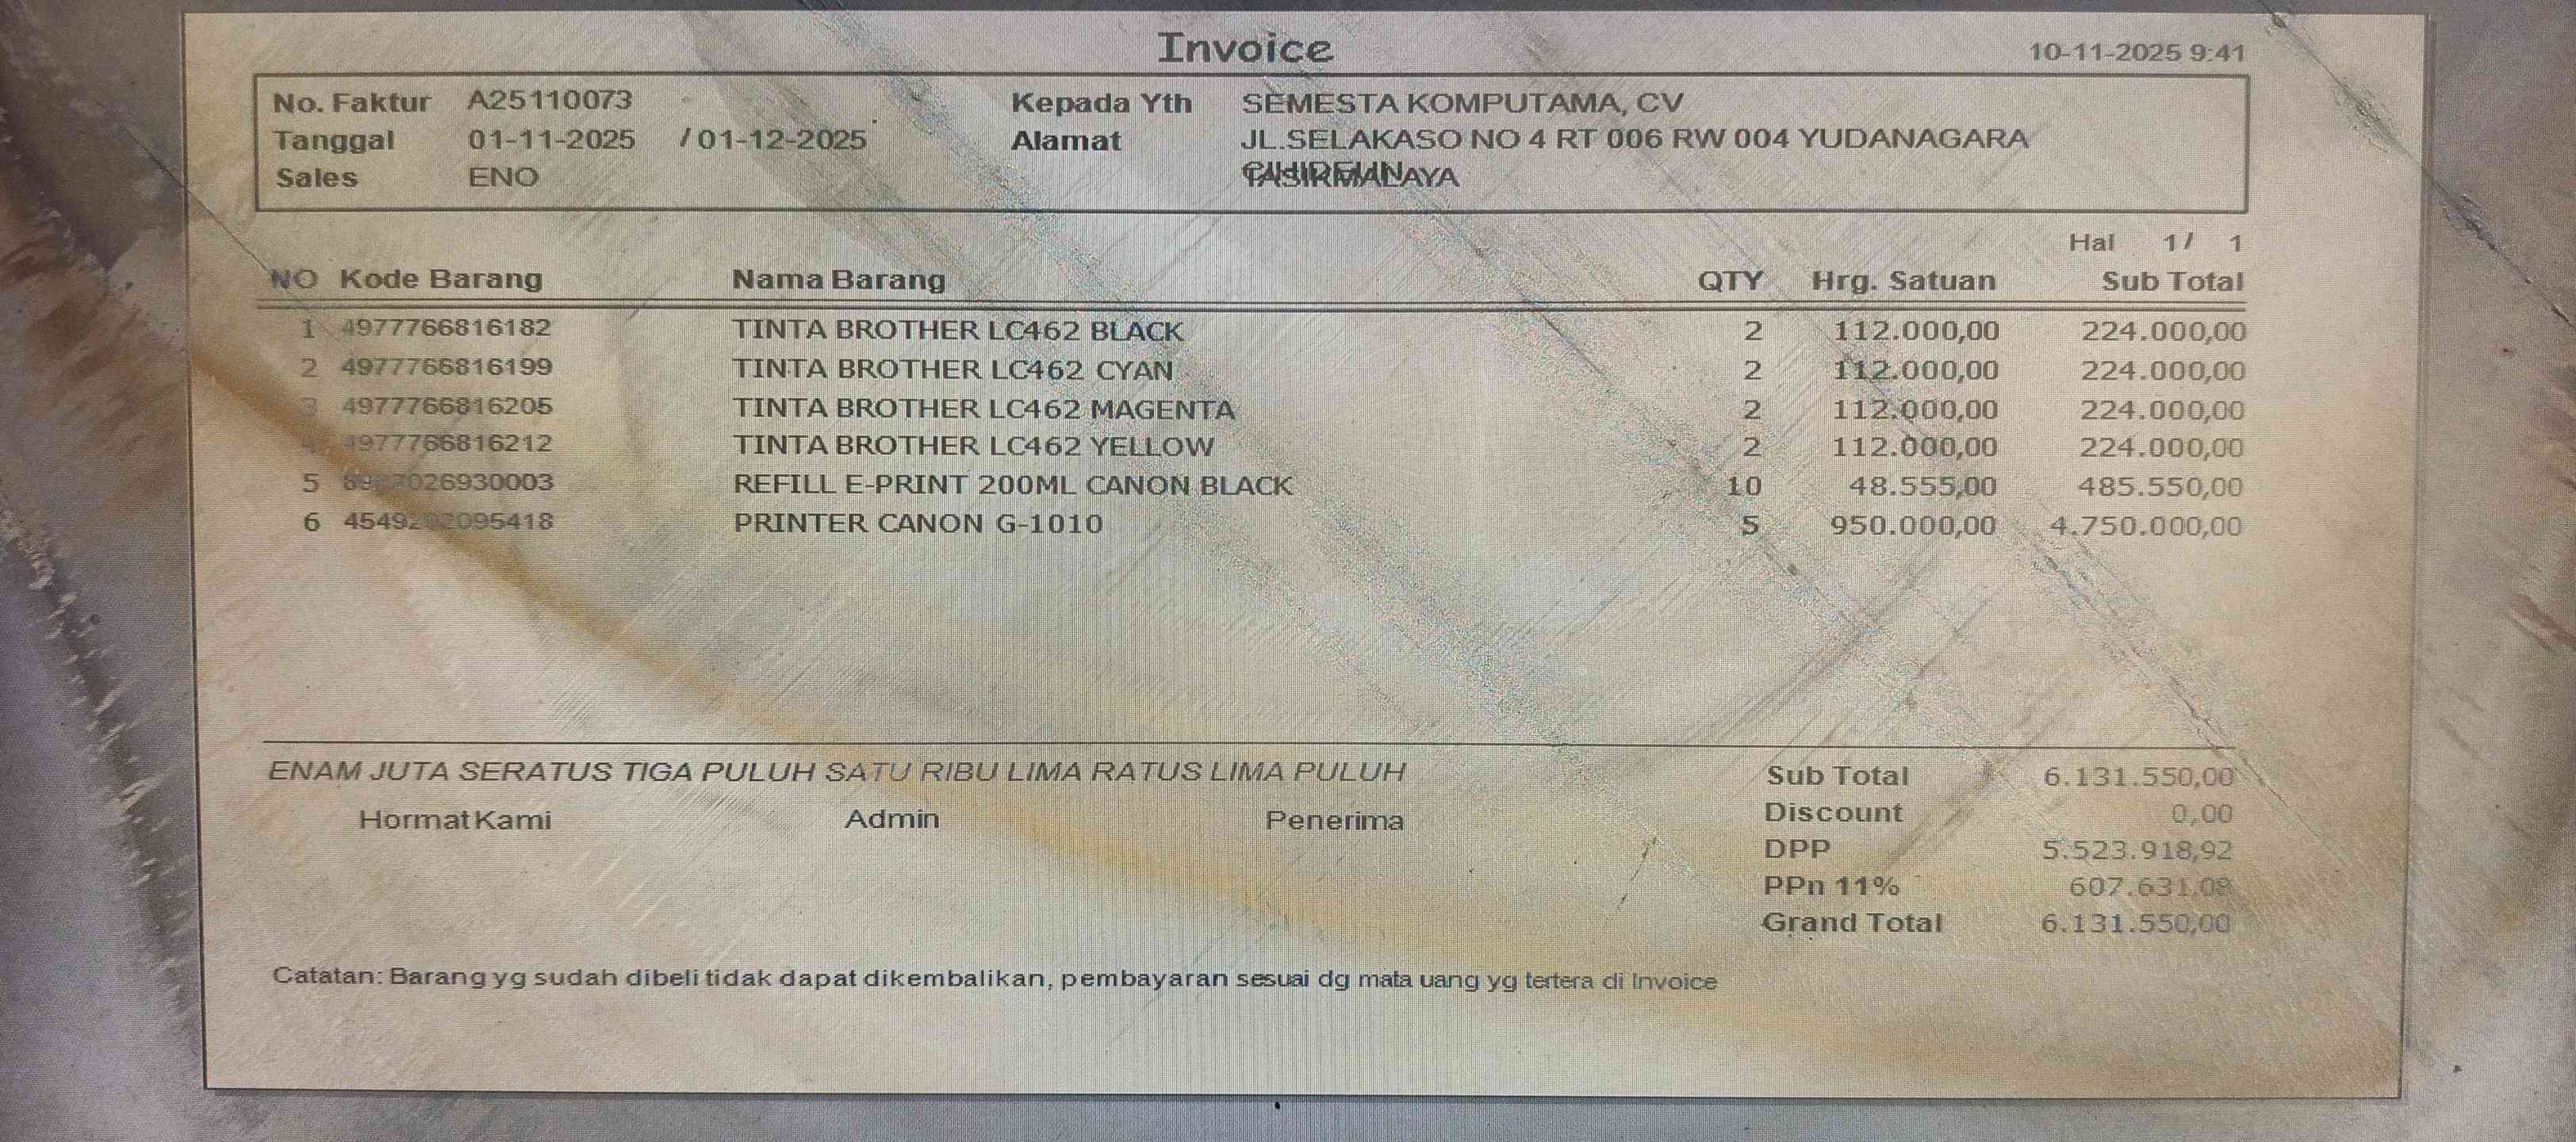 Invoice
10-11-2025 9:41
No. Faktur A25110073 Kepada Yth SEMESTA KOMPUTAMA, CV
Tanggal 01-11-2025 / 01-12-2025 Alamat JL.SELAKASO NO 4 RT 006 RW 004 YUDANAGARA
Sales ENO
Hal 1 / 1
NO Kode Barang Nama Barang QTY Hrg. Satuan Sub Total
1 4977766816182 TINTA BROTHER LC462 BLACK 2 112.000,00 224.000,00
2 4977766816199 TINTA BROTHER LC462 CYAN 2 112.000,00 224.000,00
3 4977766816205 TINTA BROTHER LC462 MAGENTA 2 112.000,00 224.000,00
4 4977766816212 TINTA BROTHER LC462 YELLOW 2 112.000,00 224.000,00
5 REFILL E-PRINT 200ML CANON BLACK 10 48.555,00 485.550,00
6 PRINTER CANON G-1010 5 950.000,00 4.750.000,00
ENAM JUTA SERATUS TIGA PULUH SATU RIBU LIMA RATUS LIMA PULUH
Sub Total 6.131.550,00
Hormat Kami Admin Penerima
Discount 0,00
DPP 5.523.918,92
PPn 11% 607.631,08
Grand Total 6.131.550,00
Catatan: Barang yg sudah dibeli tidak dapat dikembalikan, pembayaran sesuai dg mata uang yg tertera di Invoice